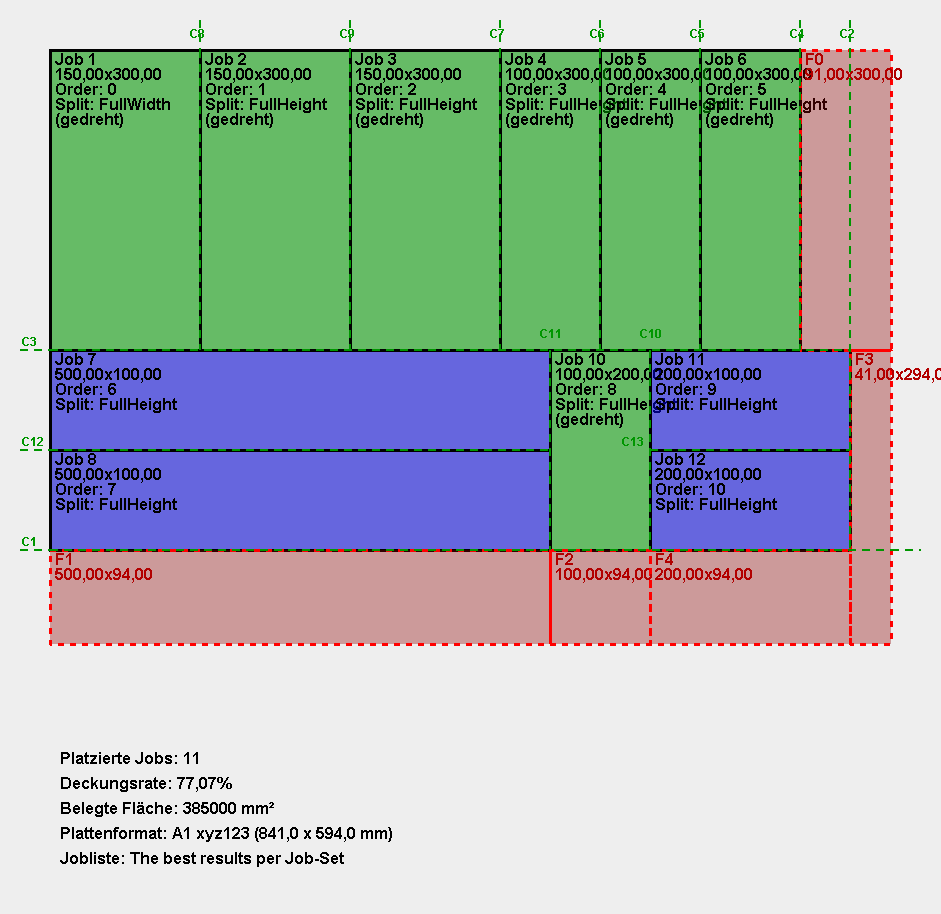 C8 C9 C7 C6 C5 C4 C2
Job 1
150,00x300,00
Order: 0
Split: FullWidth
(gedreht)
Job 2
150,00x300,00
Order: 1
Split: FullHeight
(gedreht)
Job 3
150,00x300,00
Order: 2
Split: FullHeight
(gedreht)
Job 4
100,00x300,00
Order: 3
Split: FullHeight
(gedreht)
Job 5
100,00x300,00
Order: 4
Split: FullHeight
(gedreht)
Job 6
100,00x300,00
Order: 5
Split: FullHeight
(gedreht)
F0
91,00x300,00
C11 C10
C3
Job 7
500,00x100,00
Order: 6
Split: FullHeight
Job 10
100,00x200,00
Order: 8
Split: FullHeight
(gedreht)
Job 11
200,00x100,00
Order: 9
Split: FullHeight
F3
41,00x294,0
C12
C13
Job 8
500,00x100,00
Order: 7
Split: FullHeight
Job 12
200,00x100,00
Order: 10
Split: FullHeight
C1
F1
500,00x94,00
F2
100,00x94,00
F4
200,00x94,00
Platzierte Jobs: 11
Deckungsrate: 77,07%
Belegte Fläche: 385000 mm²
Plattenformat: A1 xyz123 (841,0 x 594,0 mm)
Jobliste: The best results per Job-Set